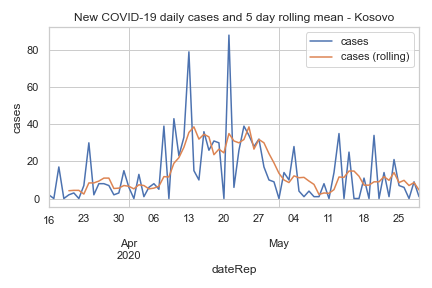 New COVID-19 daily cases and 5 day rolling mean - Kosovo
cases
cases (rolling)
80
60
40
20
0
cases
16 23 30 06 13 20 27 04 11 18 25
Apr May
2020
dateRep